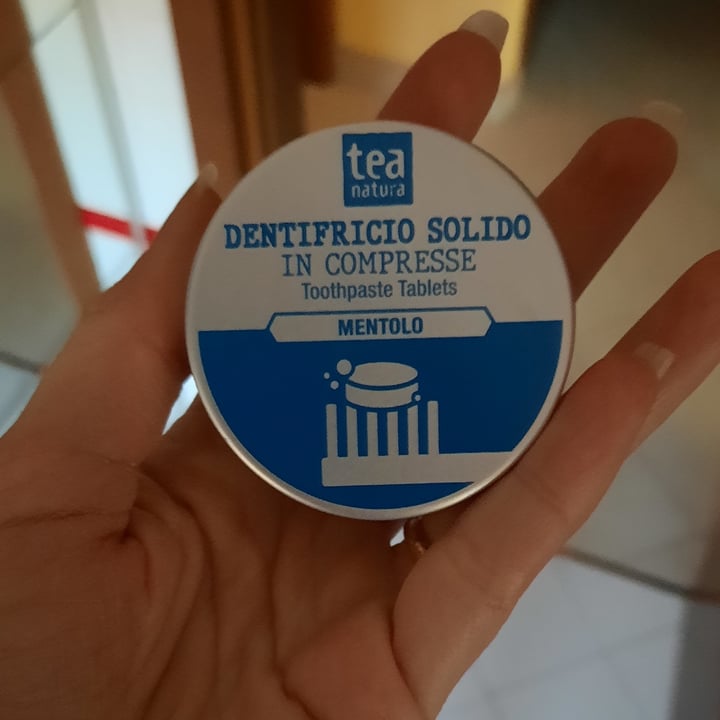 tea
natura
DENTIFRICIO SOLIDO
IN COMPRESSE
Toothpaste Tablets
MENTOLO